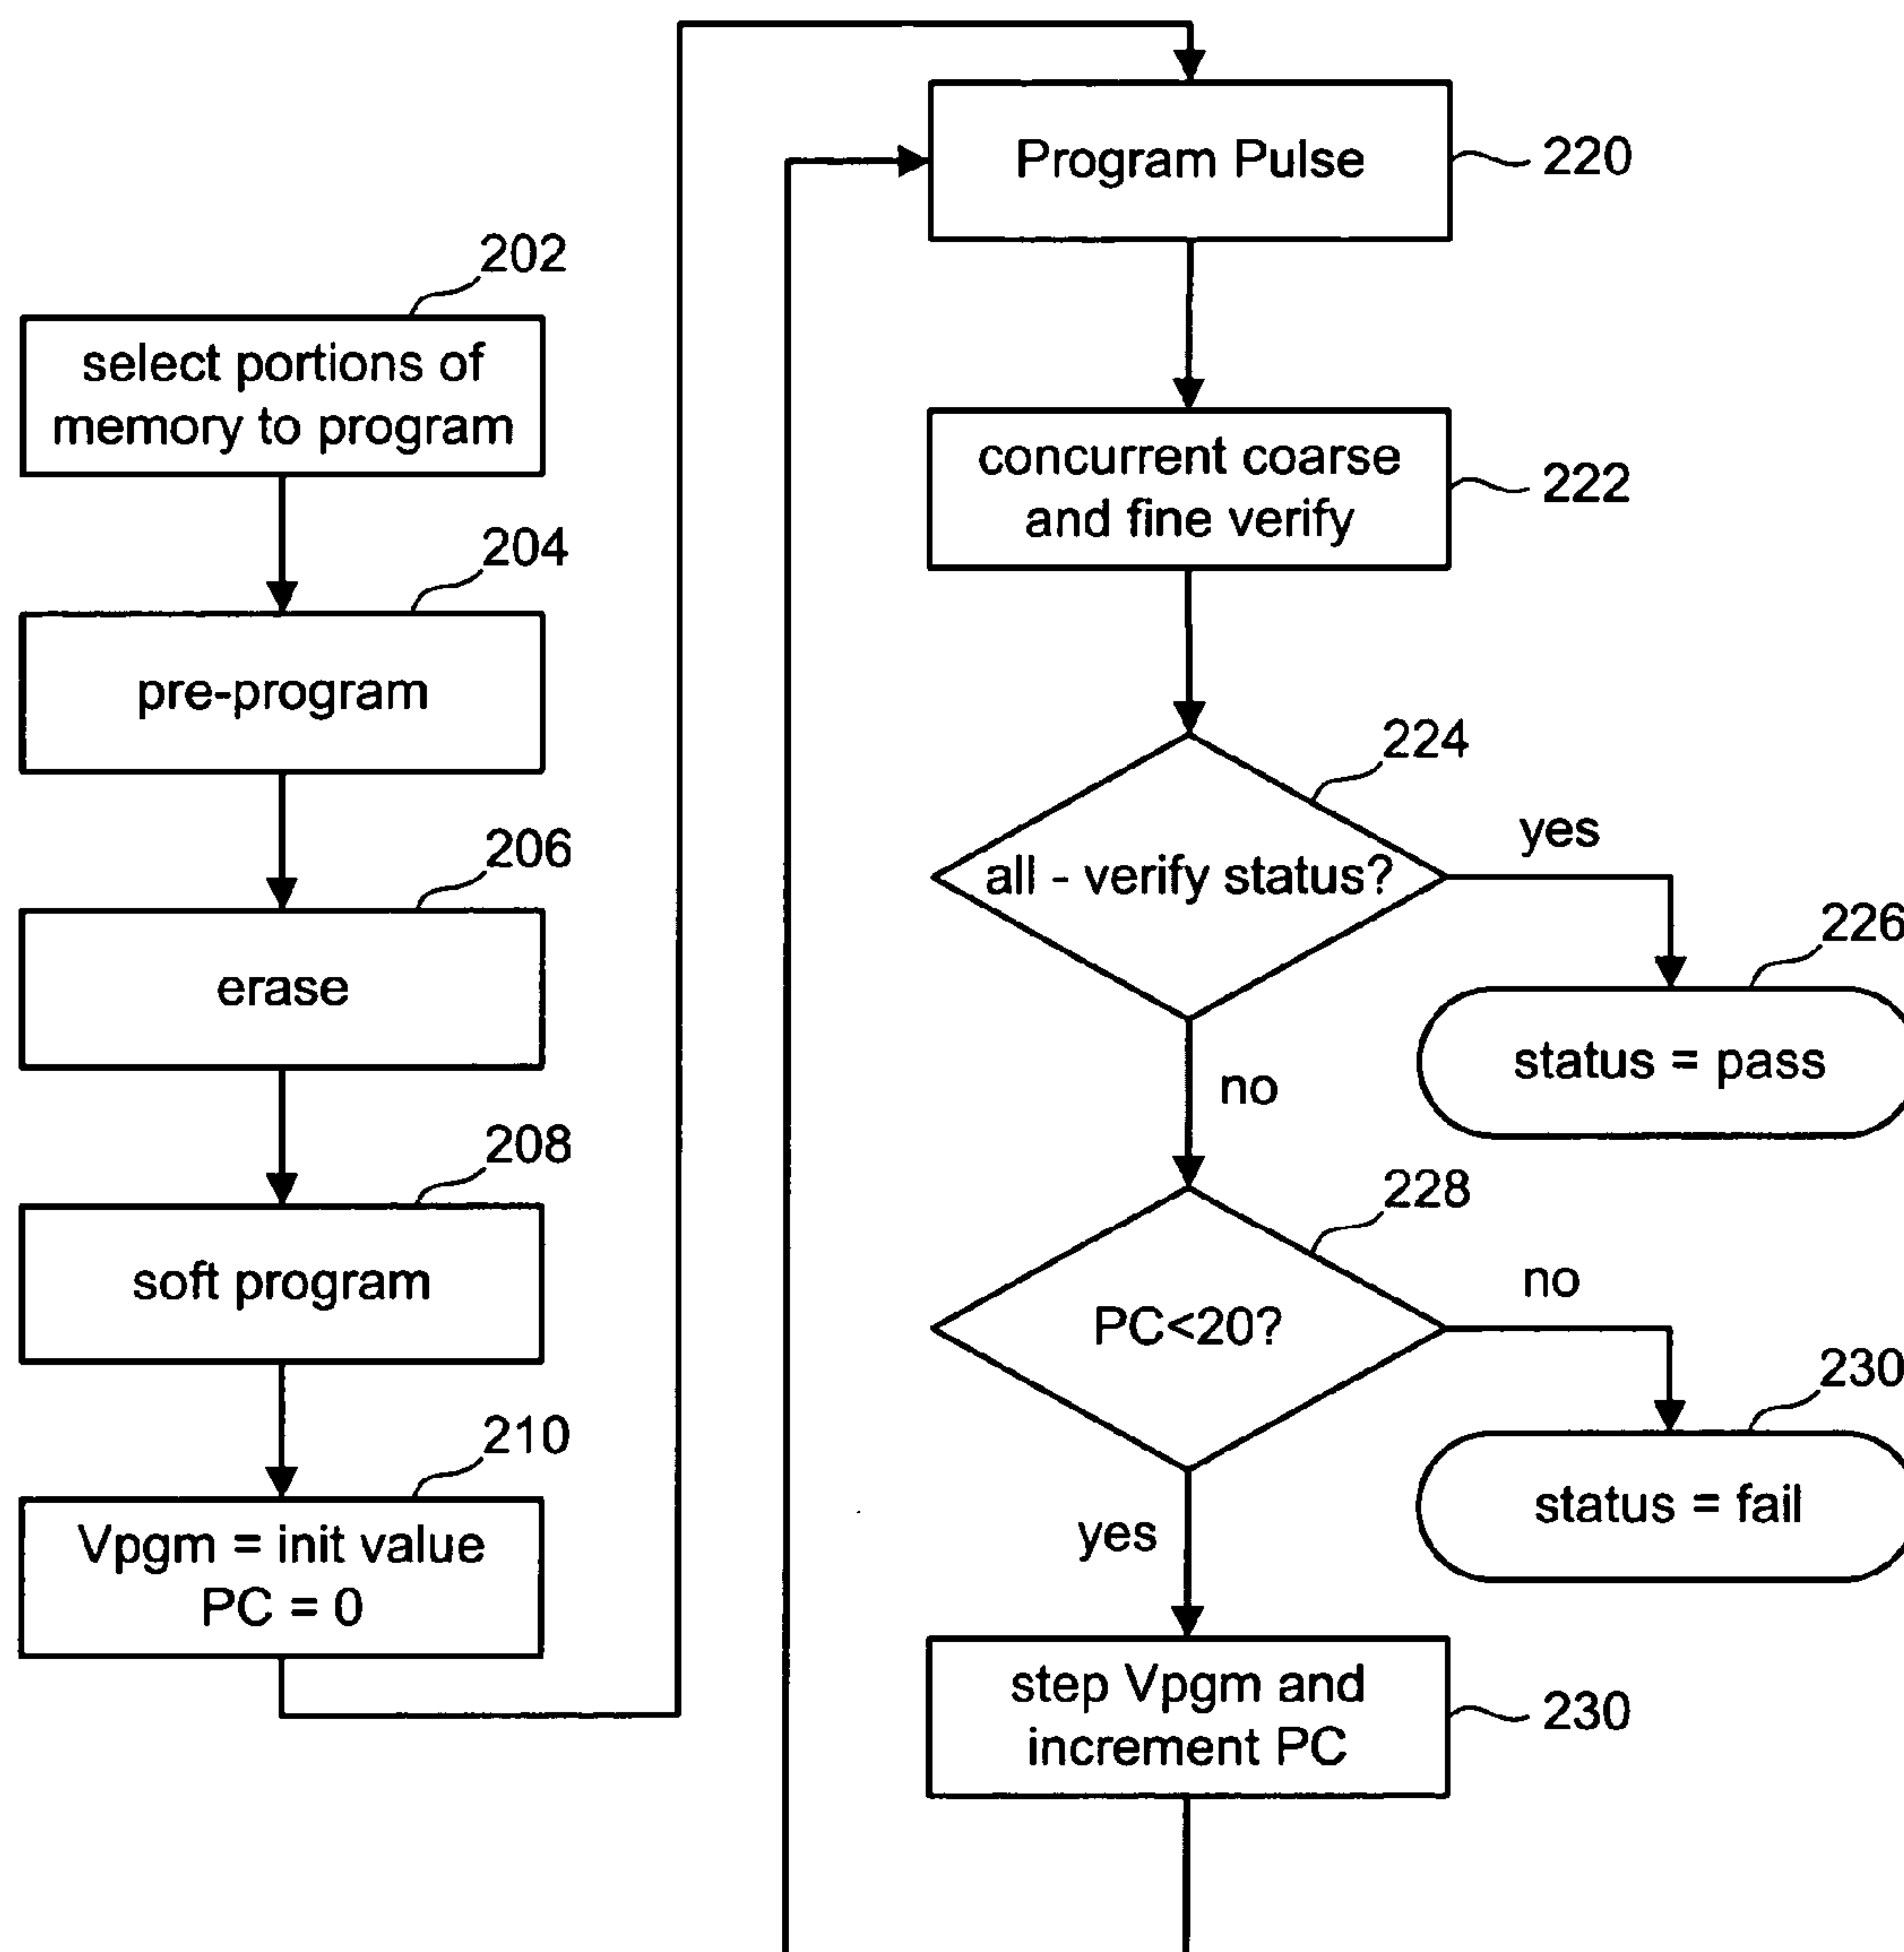 202
select portions of
memory to program
204
pre-program
206
erase
208
soft program
210
Vpgm = init value
PC = 0
Program Pulse
220
concurrent coarse
and fine verify
222
224
all - verify status?
yes
226
status = pass
no
228
PC<20?
no
230
status = fail
yes
step Vpgm and
increment PC
230